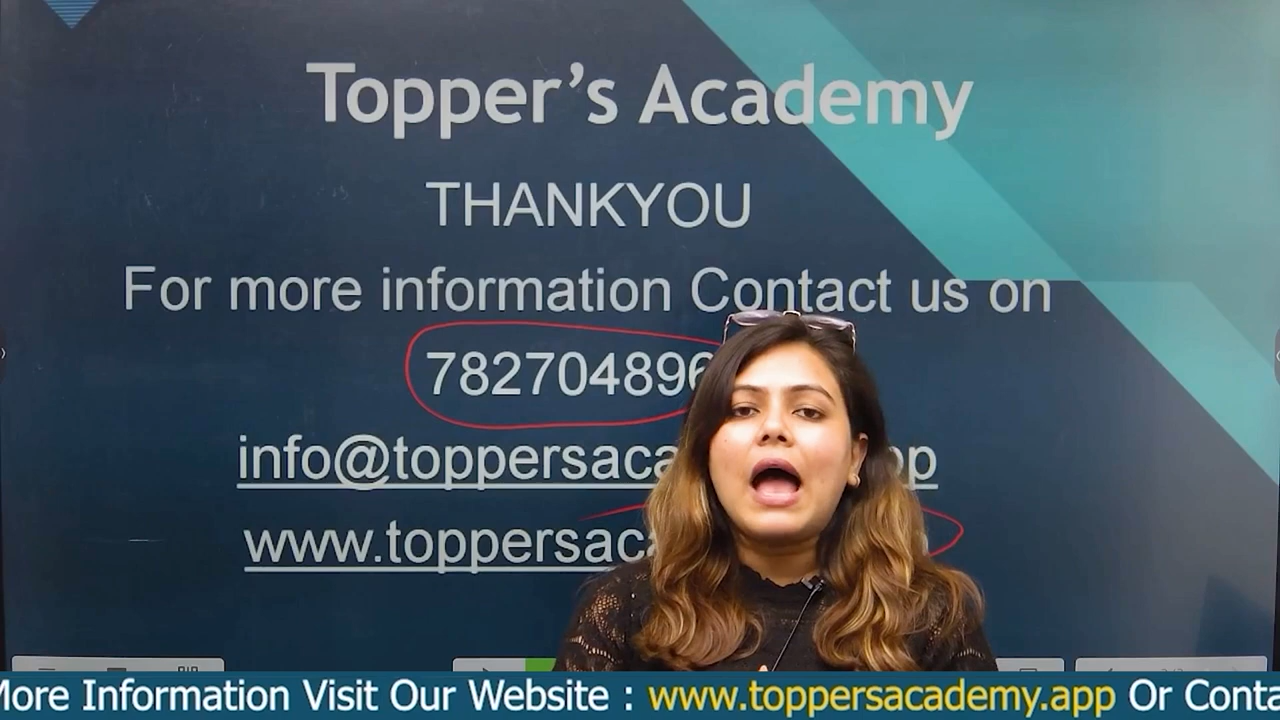 Topper's Academy
THANKYOU
For more information Contact us on
782704896
info@toppersaca
www.toppersaca
More Information Visit Our Website : www.toppersacademy.app Or Conta